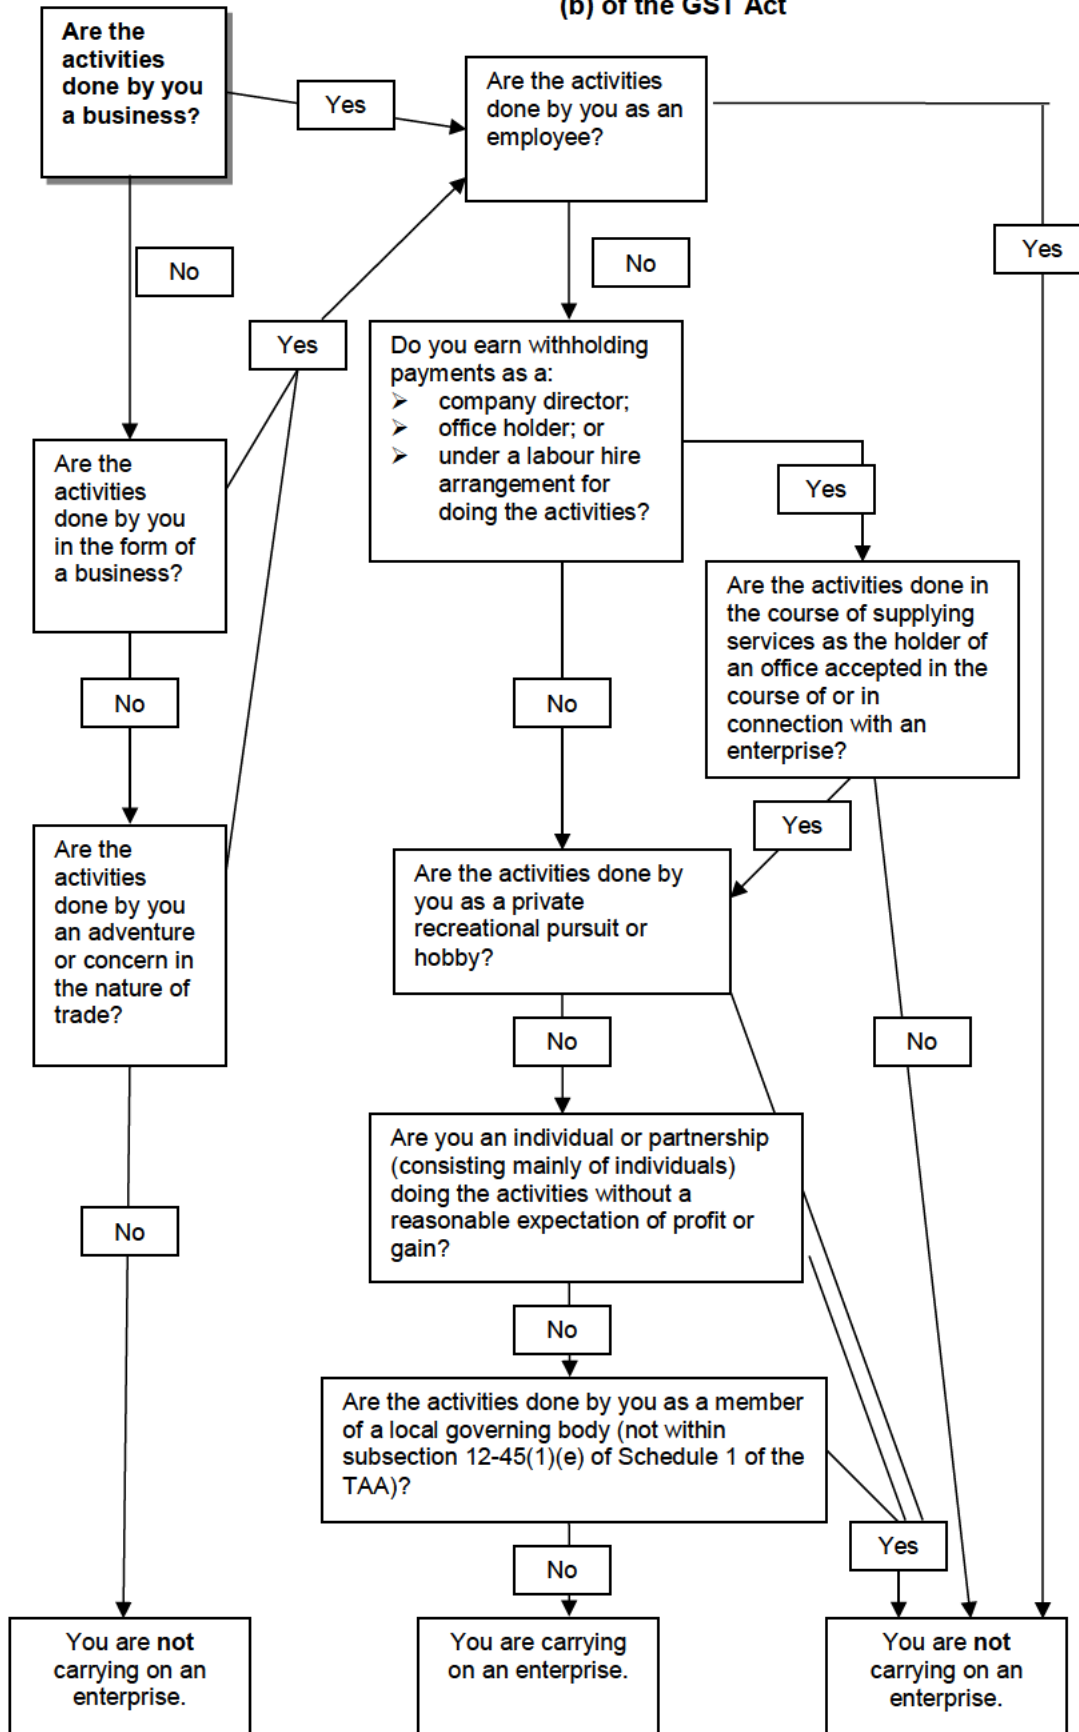 (b) of the GST Act
Are the
activities
done by you
a business?
Yes
Are the activities
done by you as an
employee?
Yes
No
No
Yes
Do you earn withholding
payments as a:
➢ company director;
➢ office holder; or
➢ under a labour hire
arrangement for
doing the activities?
Are the
activities
done by you
in the form of
a business?
Yes
Are the activities done in
the course of supplying
services as the holder of
an office accepted in the
course of or in
connection with an
enterprise?
No
No
Yes
Are the
activities
done by you
an adventure
or concern in
the nature of
trade?
Are the activities done by
you as a private
recreational pursuit or
hobby?
No
No
Are you an individual or partnership
(consisting mainly of individuals)
doing the activities without a
reasonable expectation of profit or
gain?
No
No
Are the activities done by you as a member
of a local governing body (not within
subsection 12-45(1)(e) of Schedule 1 of the
TAA)?
Yes
No
You are not
carrying on an
enterprise.
You are carrying
on an enterprise.
You are not
carrying on an
enterprise.